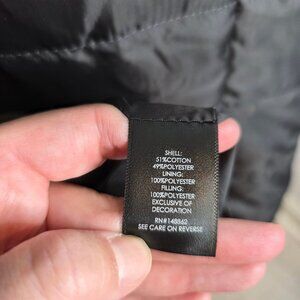 SHELL:
51%COTTON
49%POLYESTER
LINING:
100%POLYESTER
FILLING:
100%POLYESTER
EXCLUSIVE OF
DECORATION
RN#148862
SEE CARE ON REVERSE